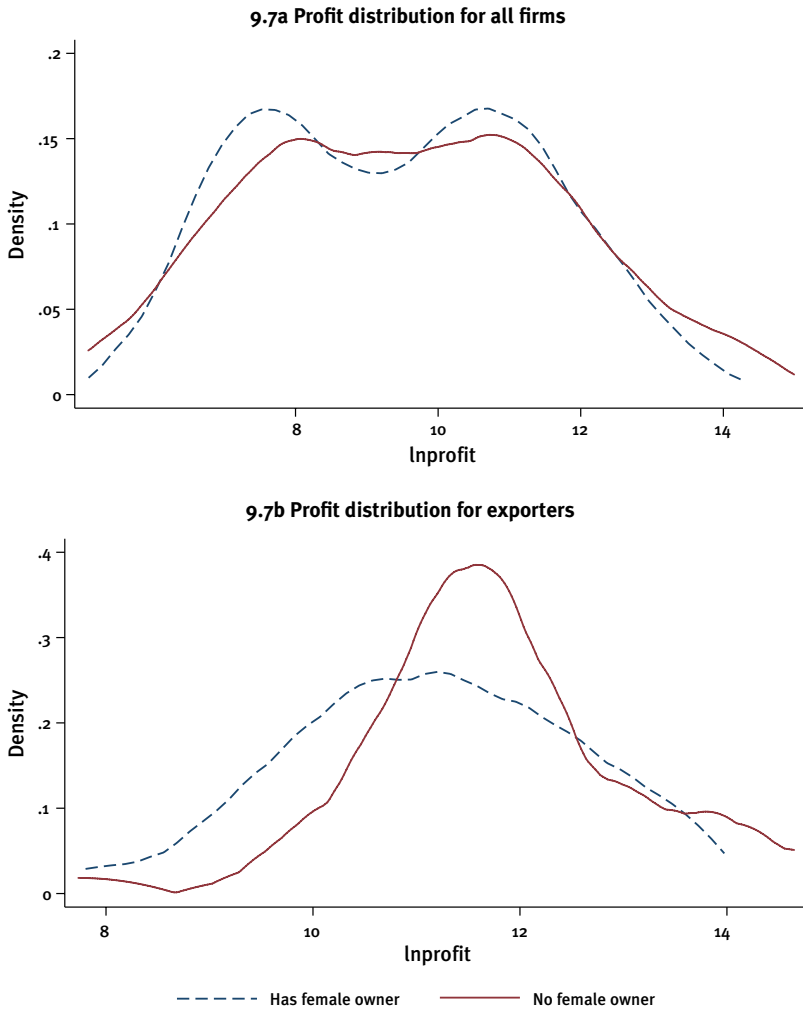 9.7a Profit distribution for all firms
.2
.15
.1
.05
0
Density
8 10 12 14
lnprofit
9.7b Profit distribution for exporters
.4
.3
.2
.1
0
Density
8 10 12 14
lnprofit
Has female owner No female owner